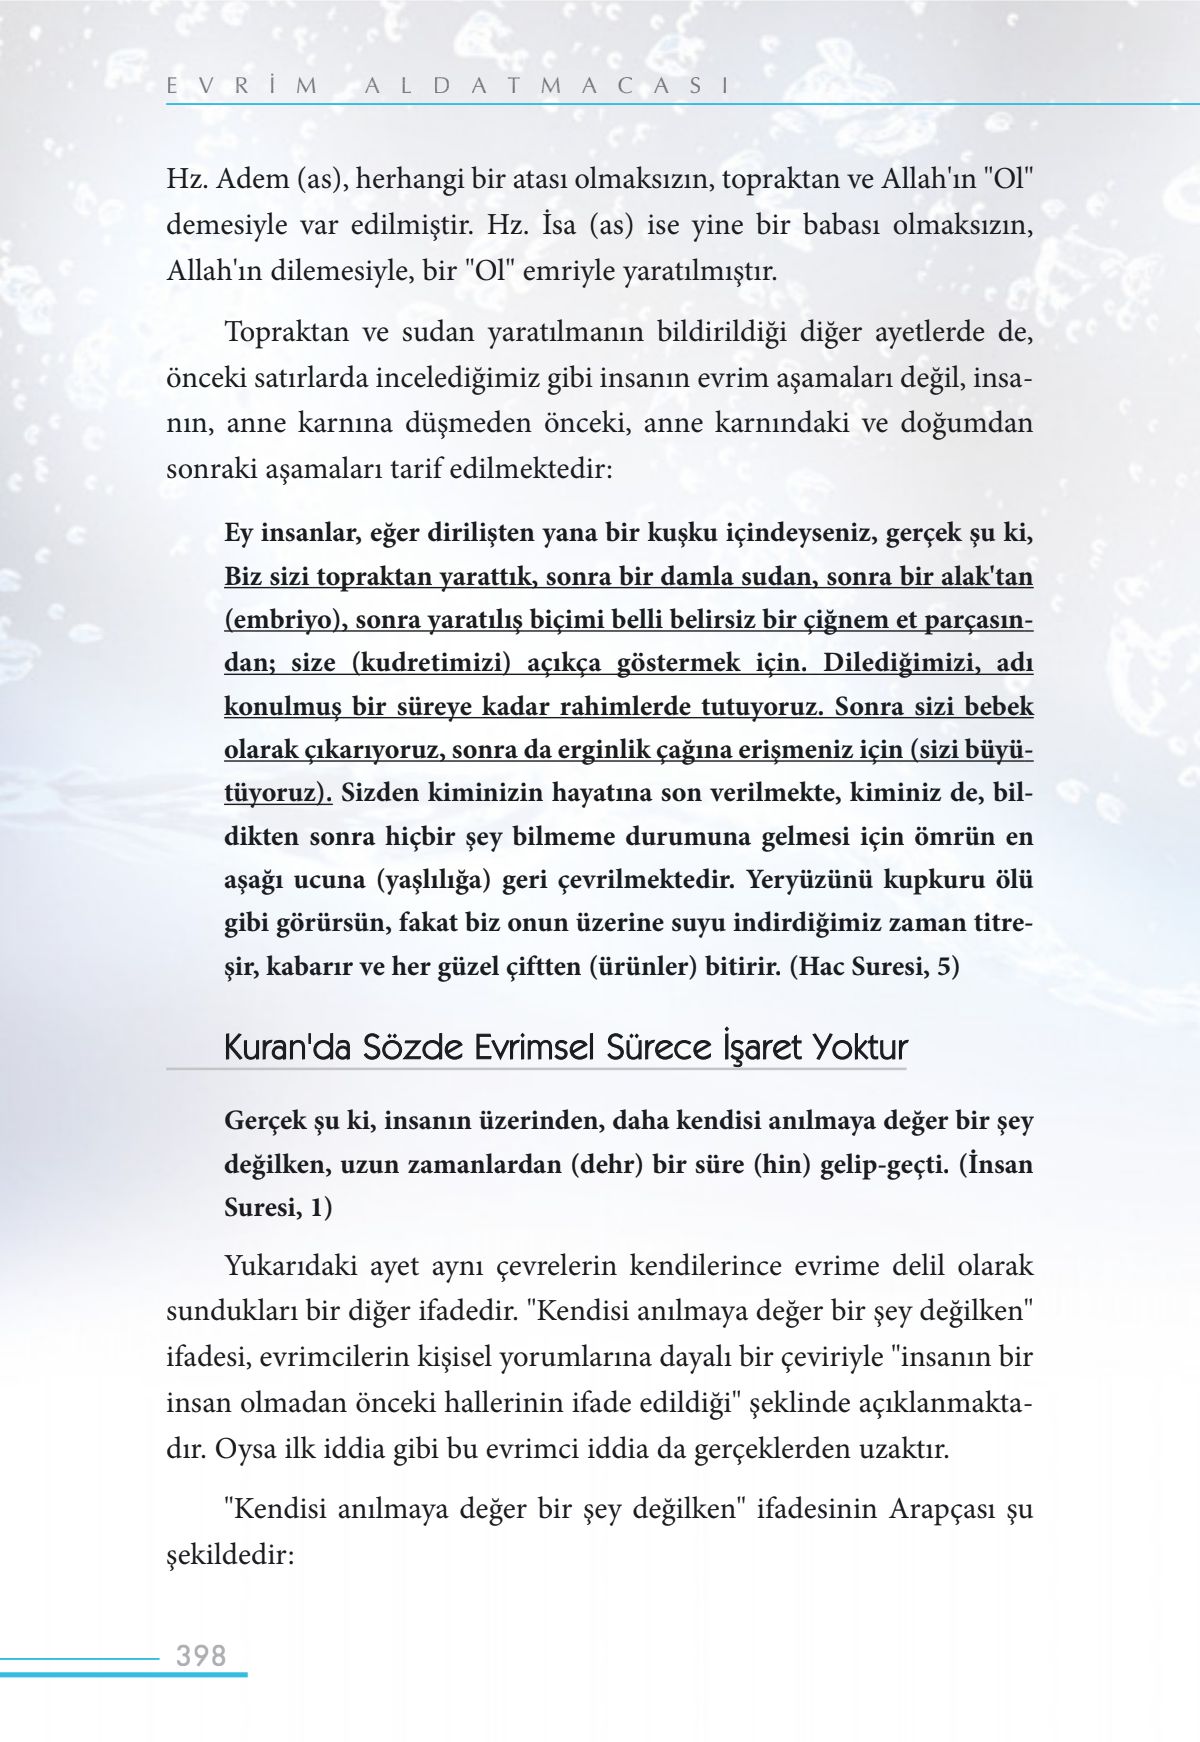 EVRİM ALDATMACASI
Hz. Adem (as), herhangi bir atası olmaksızın, topraktan ve Allah'ın "Ol"
demesiyle var edilmiştir. Hz. İsa (as) ise yine bir babası olmaksızın,
Allah'ın dilemesiyle, bir "Ol" emriyle yaratılmıştır.
Topraktan ve sudan yaratılmanın bildirildiği diğer ayetlerde de,
önceki satırlarda incelediğimiz gibi insanın evrim aşamaları değil, insa-
nın, anne karnına düşmeden önceki, anne karnındaki ve doğumdan
sonraki aşamaları tarif edilmektedir:
Ey insanlar, eğer dirilişten yana bir kuşku içindeyseniz, gerçek şu ki,
Biz sizi topraktan yarattık, sonra bir damla sudan, sonra bir alak'tan
(embriyo), sonra yaratılış biçimi belli belirsiz bir çiğnem et parçasın-
dan; size (kudretimizi) açıkça göstermek için. Dilediğimizi, adı
konulmuş bir süreye kadar rahimlerde tutuyoruz. Sonra sizi bebek
olarak çıkarıyoruz, sonra da erginlik çağına erişmeniz için (sizi büyü-
tüyoruz). Sizden kiminizin hayatına son verilmekte, kiminiz de, bil-
dikten sonra hiçbir şey bilmeme durumuna gelmesi için ömrün en
aşağı ucuna (yaşlılığa) geri çevrilmektedir. Yeryüzünü kupkuru ölü
gibi görürsün, fakat biz onun üzerine suyu indirdiğimiz zaman titre-
şir, kabarır ve her güzel çiftten (ürünler) bitirir. (Hac Suresi, 5)
Kuran'da Sözde Evrimsel Sürece İşaret Yoktur
Gerçek şu ki, insanın üzerinden, daha kendisi anılmaya değer bir şey
değilken, uzun zamanlardan (dehr) bir süre (hin) gelip-geçti. (İnsan
Suresi, 1)
Yukarıdaki ayet aynı çevrelerin kendilerince evrime delil olarak
sundukları bir diğer ifadedir. "Kendisi anılmaya değer bir şey değilken"
ifadesi, evrimcilerin kişisel yorumlarına dayalı bir çeviriyle "insanın bir
insan olmadan önceki hallerinin ifade edildiği" şeklinde açıklanmakta-
dır. Oysa ilk iddia gibi bu evrimci iddia da gerçeklerden uzaktır.
"Kendisi anılmaya değer bir şey değilken" ifadesinin Arapçası şu
şekildedir:
398